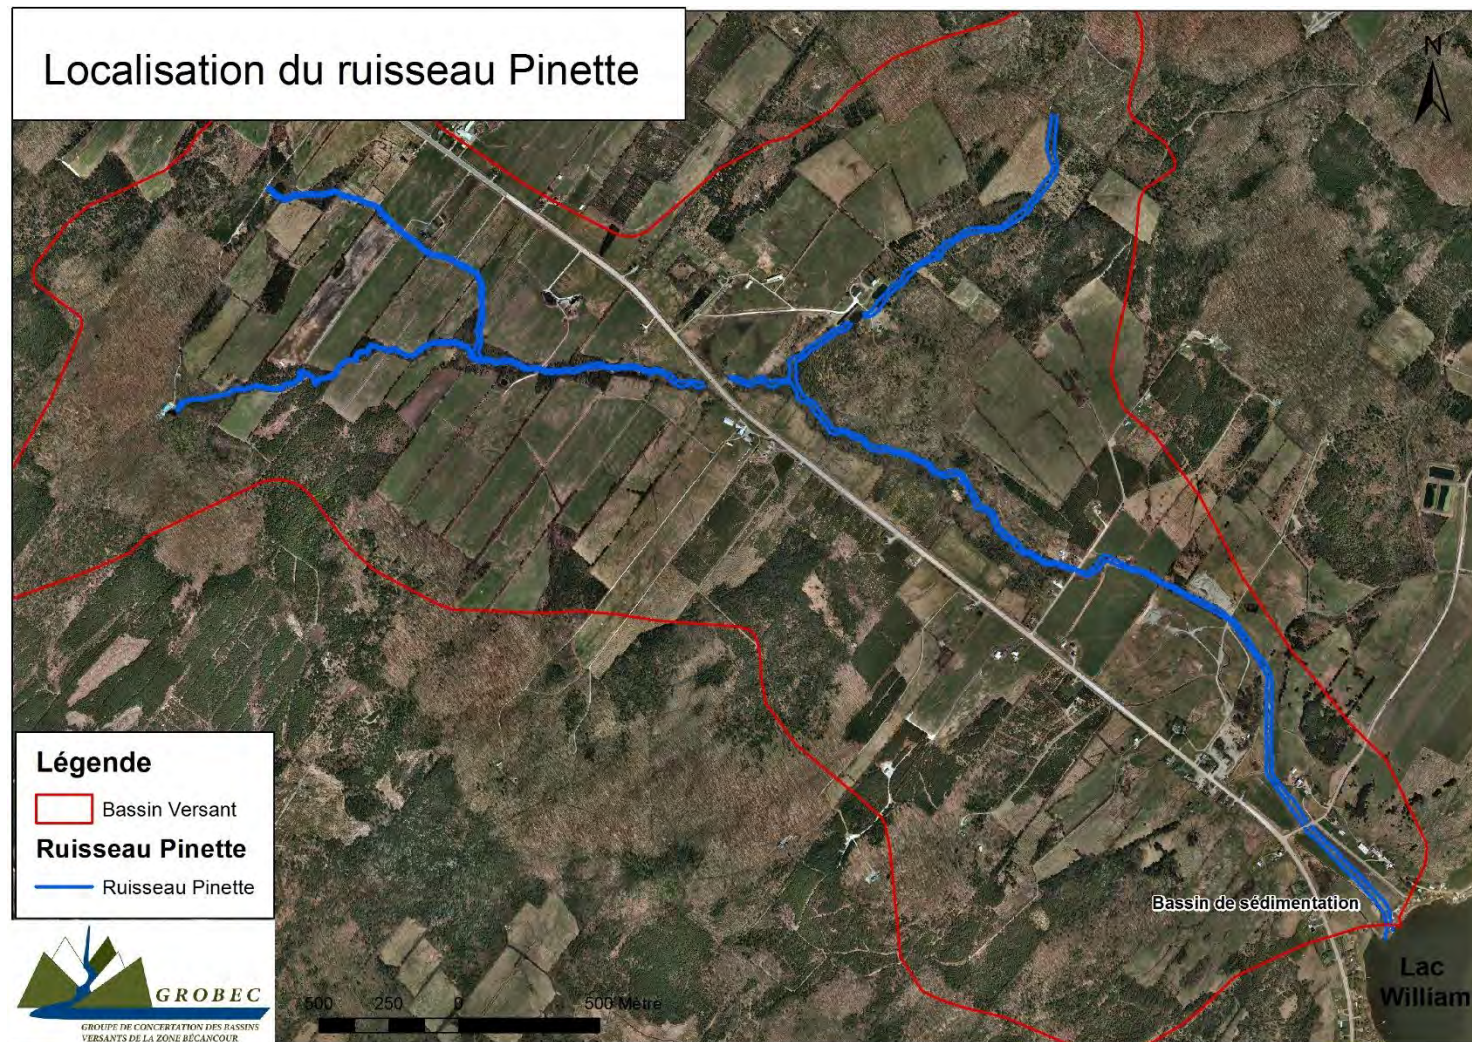 Localisation du ruisseau Pinette
N
Légende
Bassin Versant
Ruisseau Pinette
Ruisseau Pinette
Bassin de sédimentation
Lac
William
GROBEC
GROUPE DE CONCERTATION DES BASSINS
VERSANTS DE LA ZONE BÉCANCOUR
500 250 0 500 Mètre